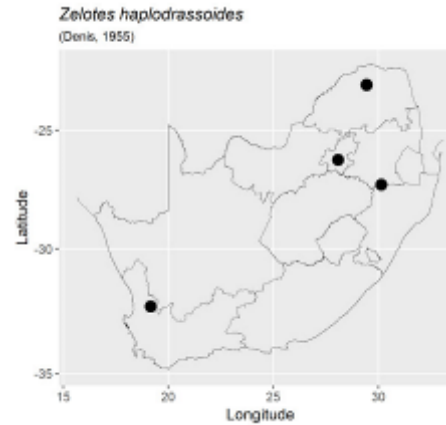 Zelotes haplodrassoides
(Denis, 1955)
-25
-30
-35
Latitude
15 20 25 30
Longitude